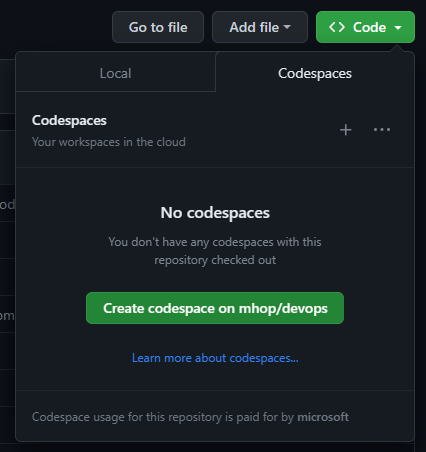 Go to file Add file Code
Local Codespaces
Codespaces
Your workspaces in the cloud
No codespaces
You don't have any codespaces with this
repository checked out
Create codespace on mhop/devops
Learn more about codespaces...
Codespace usage for this repository is paid for by microsoft